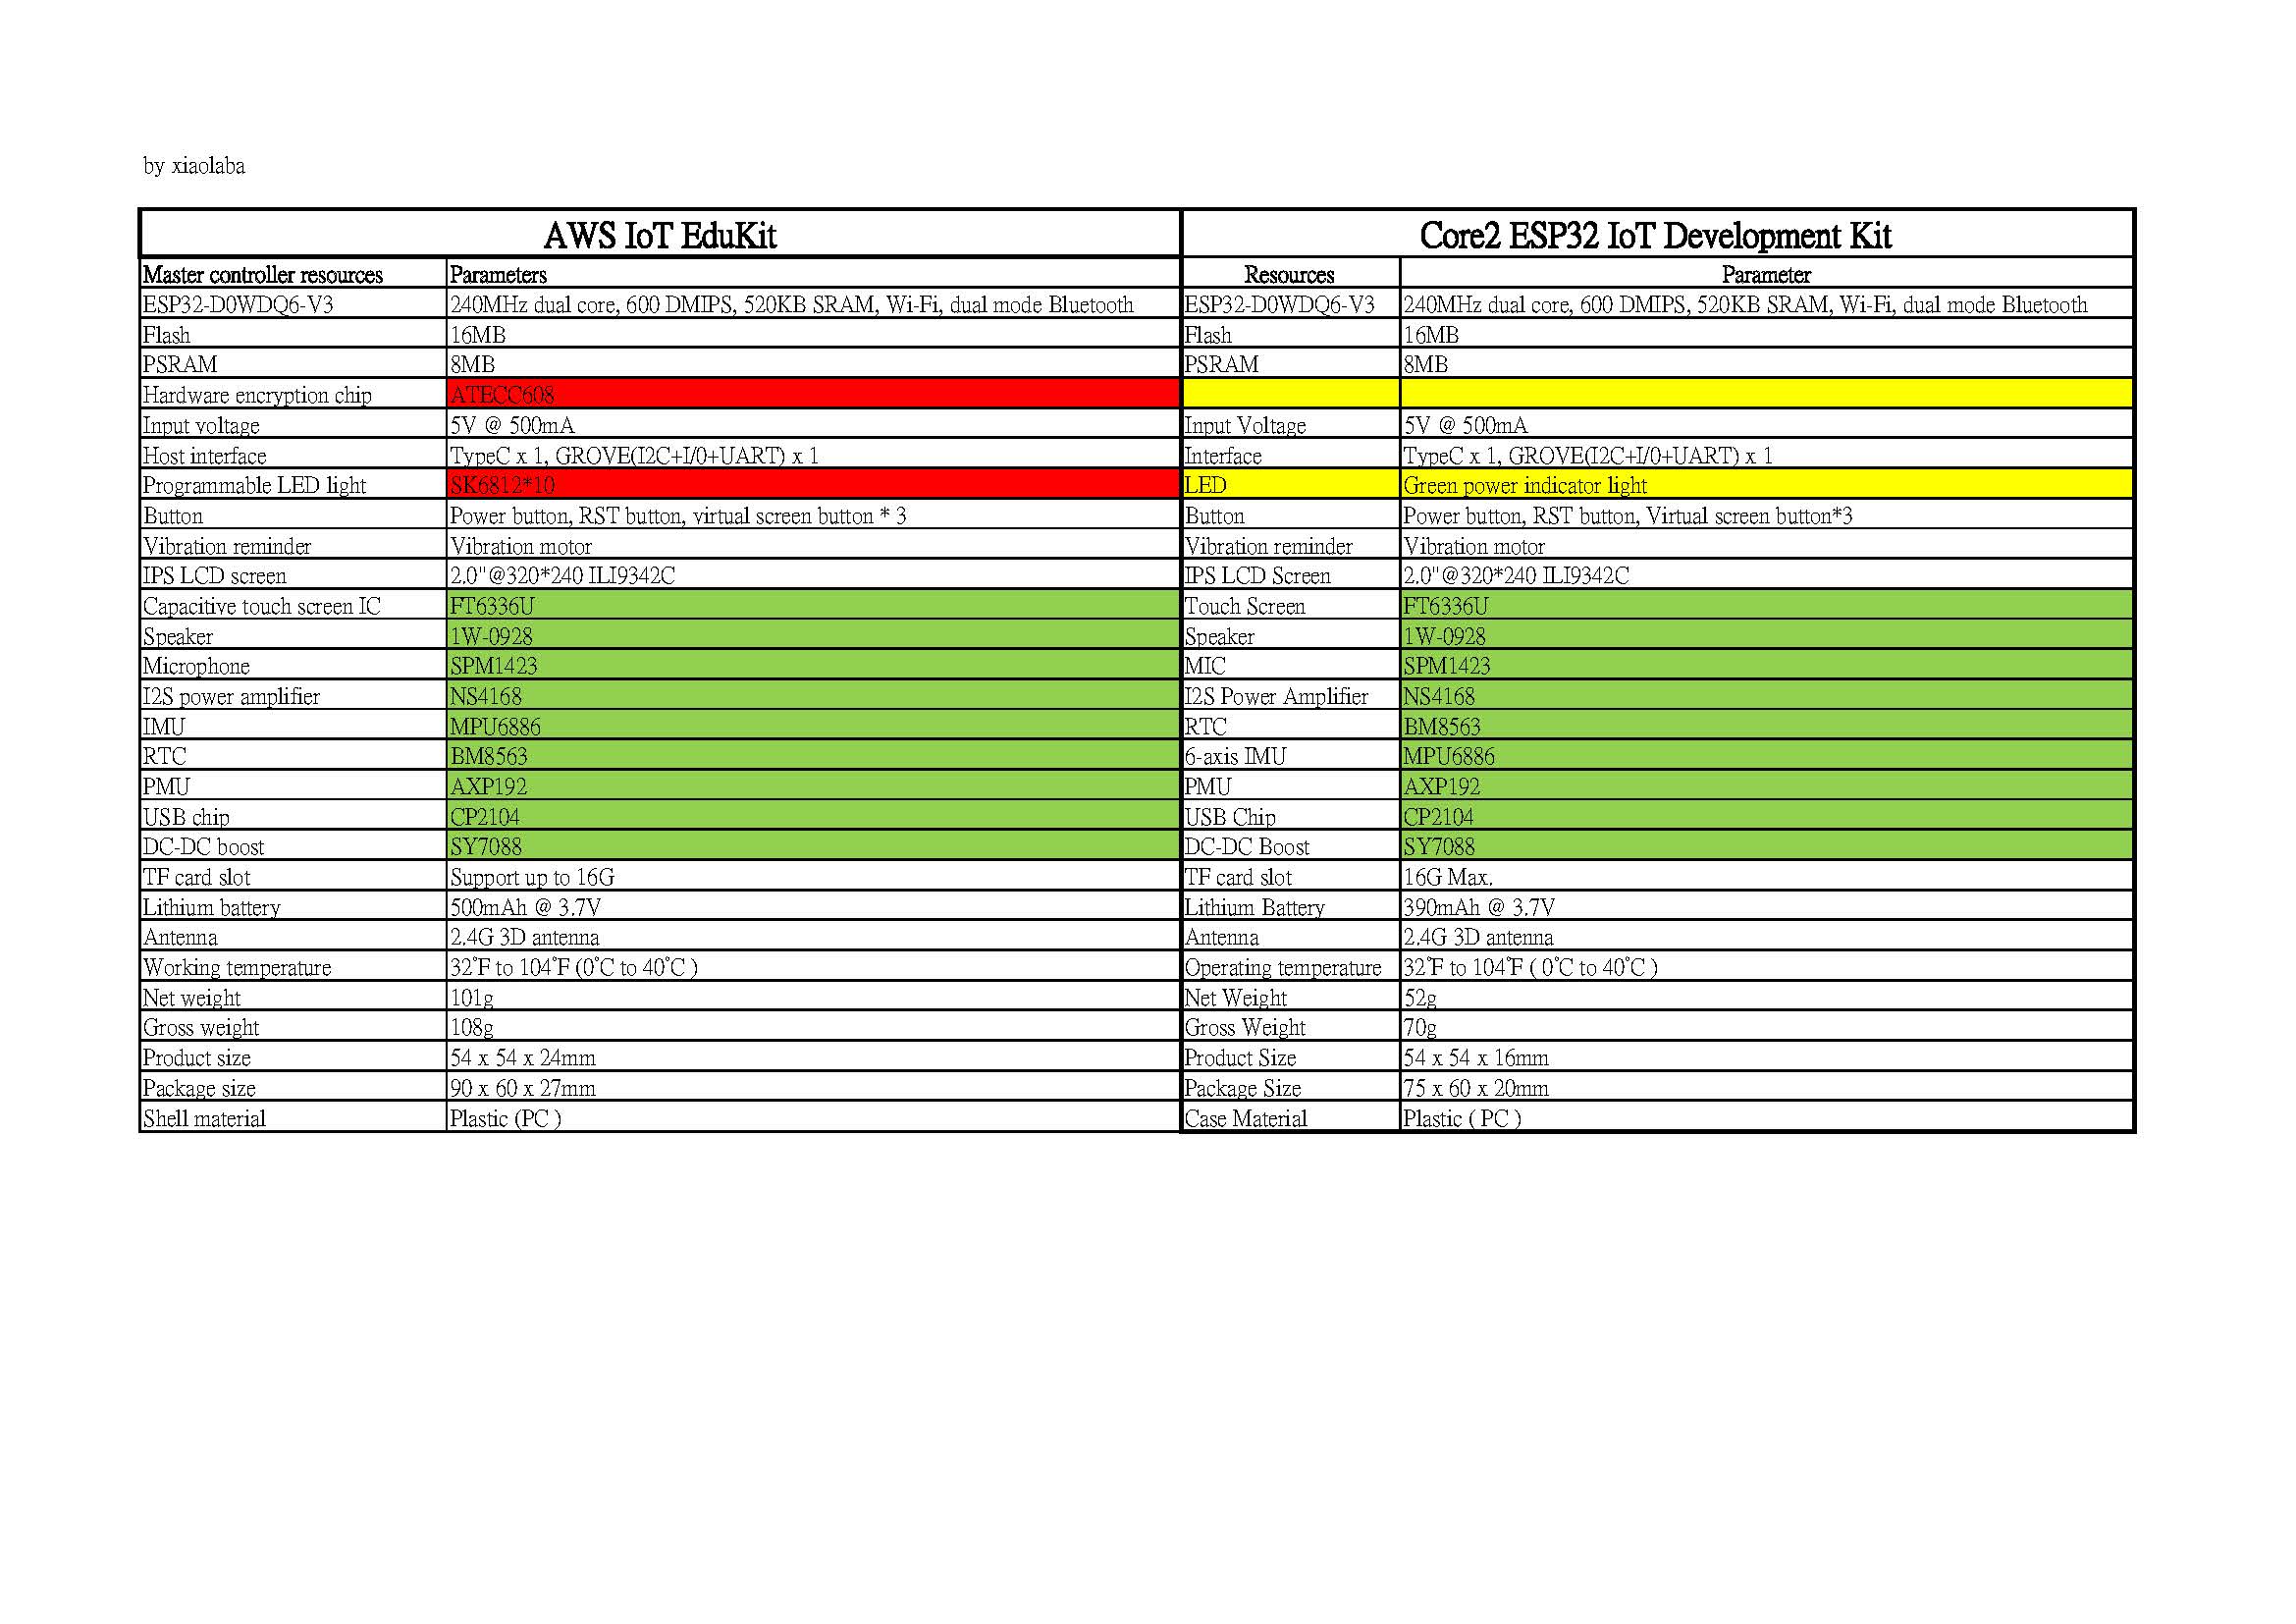 by xiaolaba
AWS IoT EduKit Core2 ESP32 IoT Development Kit
Master controller resources Parameters Resources Parameter
ESP32-D0WDQ6-V3 240MHz dual core, 600 DMIPS, 520KB SRAM, Wi-Fi, dual mode Bluetooth ESP32-D0WDQ6-V3 240MHz dual core, 600 DMIPS, 520KB SRAM, Wi-Fi, dual mode Bluetooth
Flash 16MB Flash 16MB
PSRAM 8MB PSRAM 8MB
Hardware encryption chip ATECC608
Input voltage 5V @ 500mA Input Voltage 5V @ 500mA
Host interface TypeC x 1, GROVE(I2C+I/0+UART) x 1 Interface TypeC x 1, GROVE(I2C+I/0+UART) x 1
Programmable LED light SK6812*10 LED Green power indicator light
Button Power button, RST button, virtual screen button * 3 Button Power button, RST button, Virtual screen button*3
Vibration reminder Vibration motor Vibration reminder Vibration motor
IPS LCD screen 2.0"@320*240 ILI9342C IPS LCD Screen 2.0"@320*240 ILI9342C
Capacitive touch screen IC FT6336U Touch Screen FT6336U
Speaker 1W-0928 Speaker 1W-0928
Microphone SPM1423 MIC SPM1423
I2S power amplifier NS4168 I2S Power Amplifier NS4168
IMU MPU6886 RTC BM8563
RTC BM8563 6-axis IMU MPU6886
PMU AXP192 PMU AXP192
USB chip CP2104 USB Chip CP2104
DC-DC boost SY7088 DC-DC Boost SY7088
TF card slot Support up to 16G TF card slot 16G Max.
Lithium battery 500mAh @ 3.7V Lithium Battery 390mAh @ 3.7V
Antenna 2.4G 3D antenna Antenna 2.4G 3D antenna
Working temperature 32°F to 104°F (0°C to 40°C ) Operating temperature 32°F to 104°F ( 0°C to 40°C )
Net weight 101g Net Weight 52g
Gross weight 108g Gross Weight 70g
Product size 54 x 54 x 24mm Product Size 54 x 54 x 16mm
Package size 90 x 60 x 27mm Package Size 75 x 60 x 20mm
Shell material Plastic (PC ) Case Material Plastic ( PC )